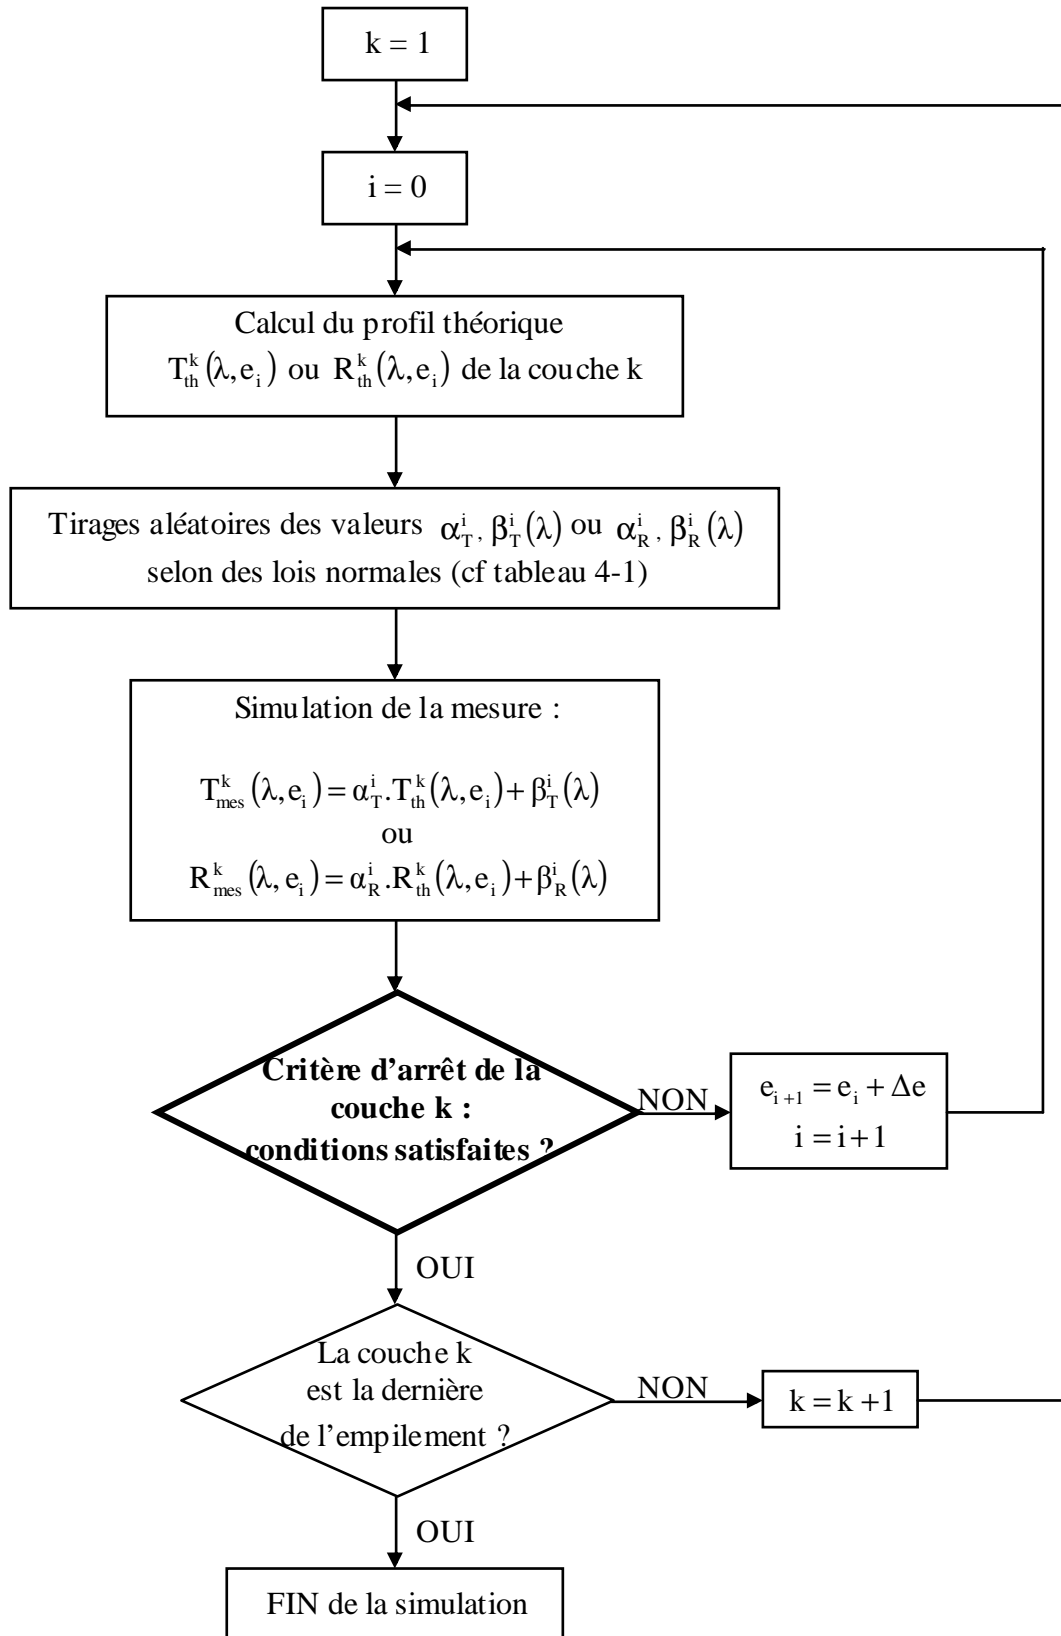 k = 1
i = 0
Calcul du profil théorique
T_th^k(λ, e_i) ou R_th^k(λ, e_i) de la couche k
Tirages aléatoires des valeurs α_T^i, β_T^i(λ) ou α_R^i, β_R^i(λ)
selon des lois normales (cf tableau 4-1)
Simulation de la mesure :
T_mes^k(λ, e_i) = α_T^i.T_th^k(λ, e_i) + β_T^i(λ)
ou
R_mes^k(λ, e_i) = α_R^i.R_th^k(λ, e_i) + β_R^i(λ)
Critère d'arrêt de la
couche k :
conditions satisfaites ?
NON
e_{i+1} = e_i + Δe
i = i+1
OUI
La couche k
est la dernière
de l'empilement ?
NON
k = k +1
OUI
FIN de la simulation